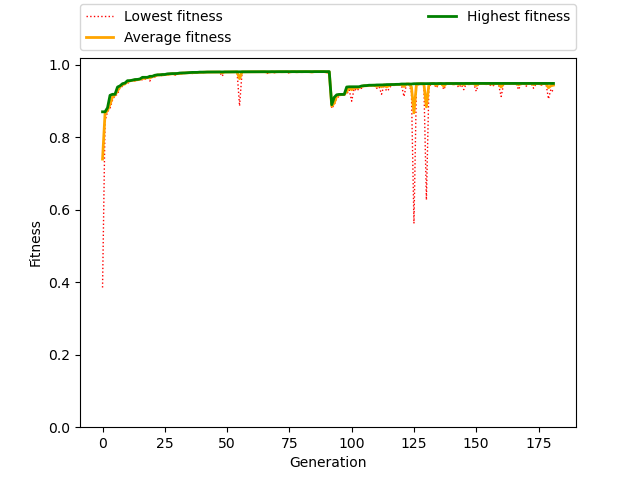 Lowest fitness
Average fitness
Highest fitness
1.0
0.8
0.6
0.4
0.2
0.0
Fitness
0 25 50 75 100 125 150 175
Generation